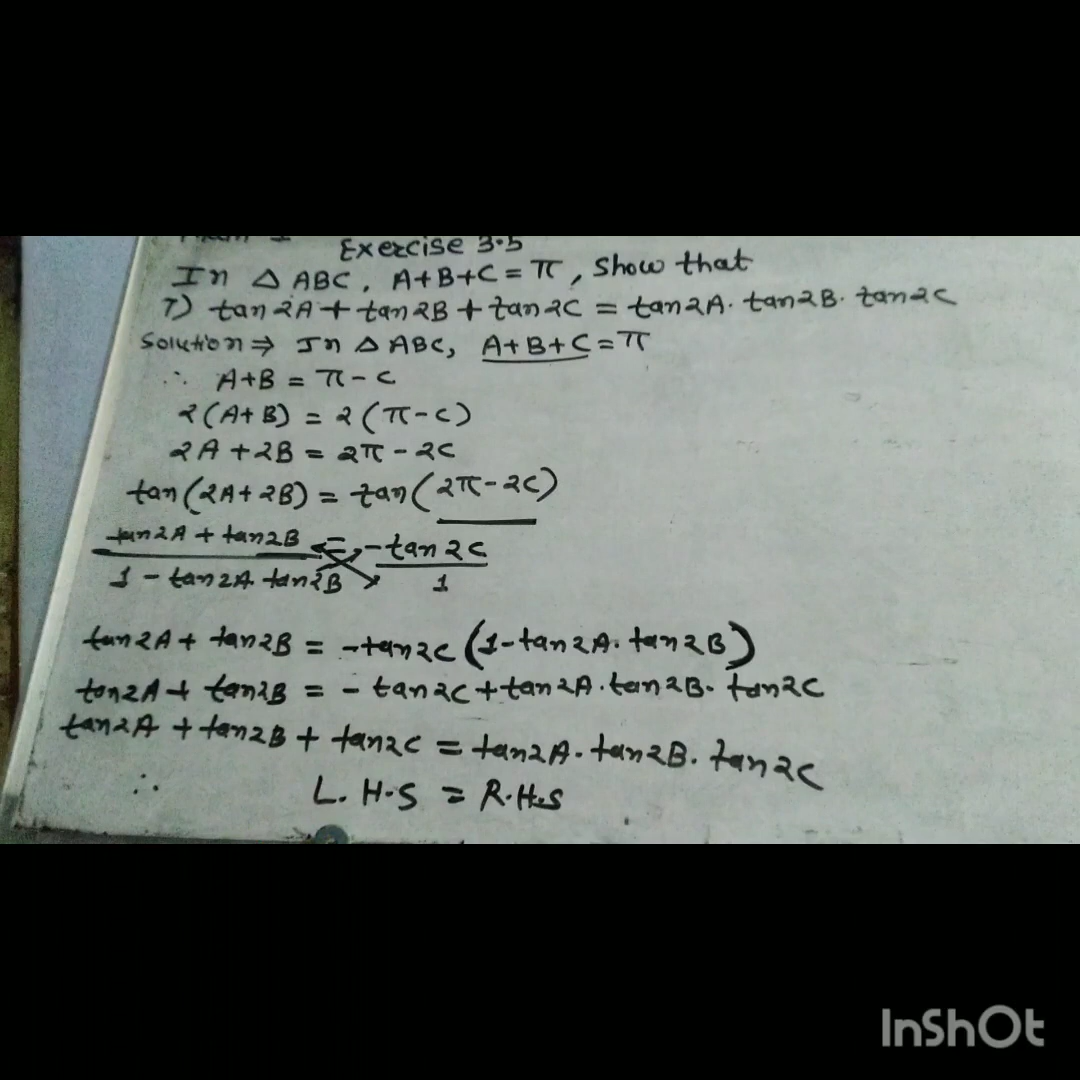 Exercise 3.5
In △ ABC, A+B+C = π, Show that
7) tan2A + tan2B + tan2C = tan2A · tan2B · tan2C
Solution ⇒ In △ ABC, A+B+C = π
∴ A+B = π - C
2(A+B) = 2(π-C)
2A + 2B = 2π - 2C
tan(2A+2B) = tan(2π-2C)
tan2A + tan2B = -tan2C
1 - tan2A tan2B 1
tan2A + tan2B = -tan2C (1-tan2A · tan2B)
tan2A + tan2B = - tan2C + tan2A · tan2B · tan2C
tan2A + tan2B + tan2C = tan2A · tan2B · tan2C
∴ L.H.S = R.H.S
InShOt